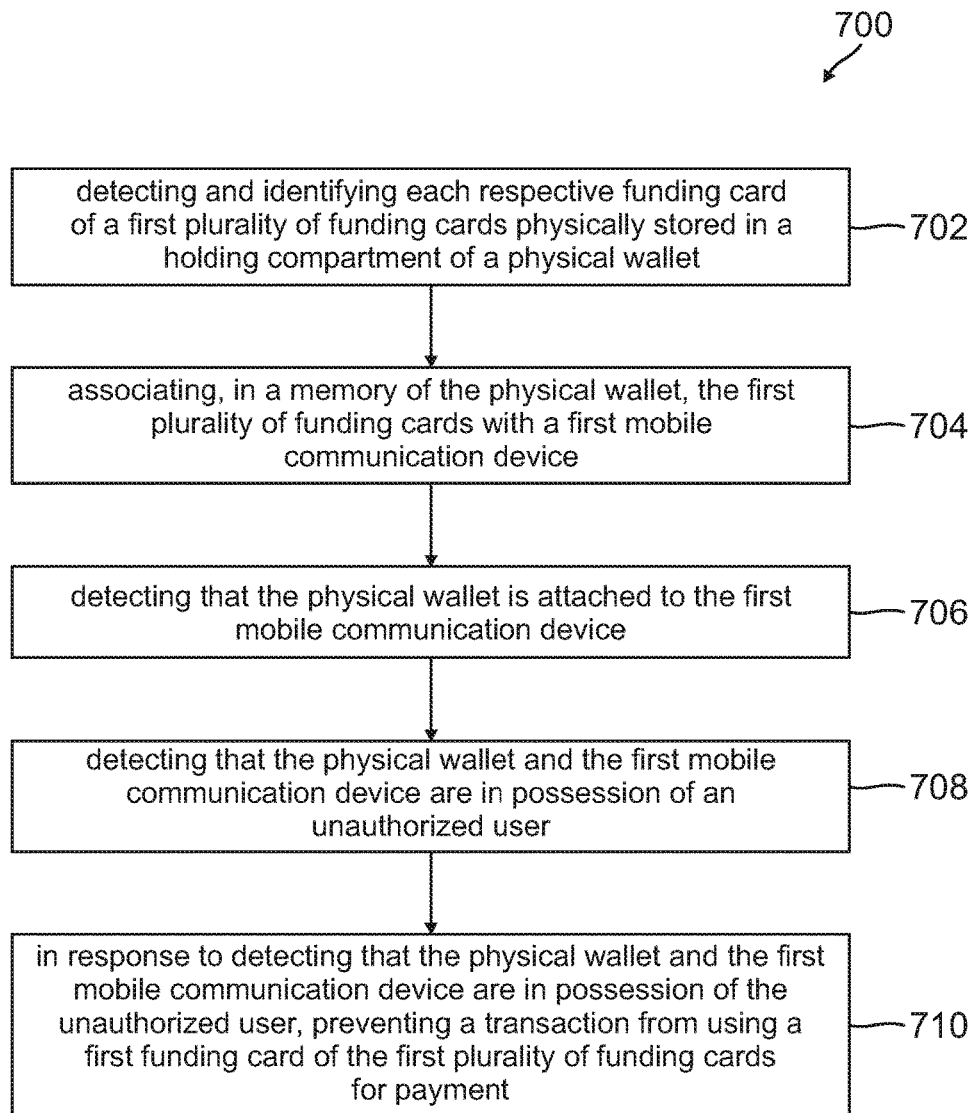 700
detecting and identifying each respective funding card
of a first plurality of funding cards physically stored in a
holding compartment of a physical wallet
702
associating, in a memory of the physical wallet, the first
plurality of funding cards with a first mobile
communication device
704
detecting that the physical wallet is attached to the first
mobile communication device
706
detecting that the physical wallet and the first mobile
communication device are in possession of an
unauthorized user
708
in response to detecting that the physical wallet and the first
mobile communication device are in possession of the
unauthorized user, preventing a transaction from using a
first funding card of the first plurality of funding cards
for payment
710